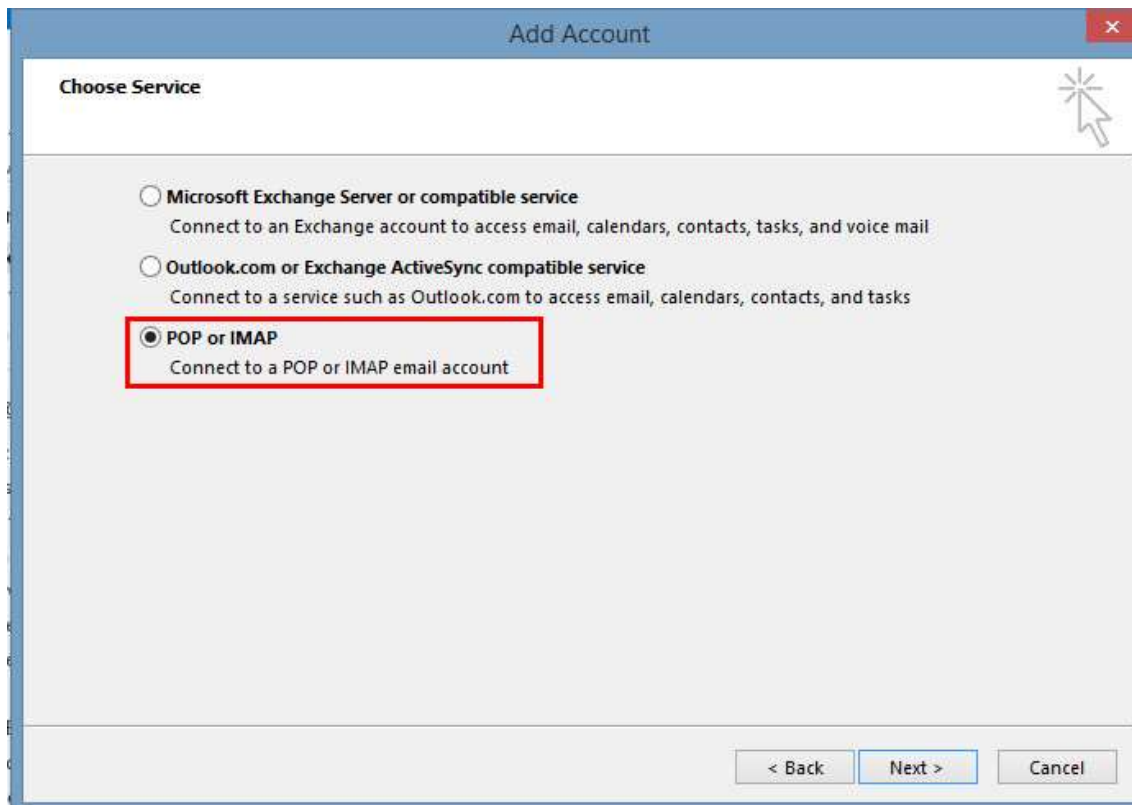 Add Account
Choose Service
Microsoft Exchange Server or compatible service
Connect to an Exchange account to access email, calendars, contacts, tasks, and voice mail
Outlook.com or Exchange ActiveSync compatible service
Connect to a service such as Outlook.com to access email, calendars, contacts, and tasks
POP or IMAP
Connect to a POP or IMAP email account
< Back Next > Cancel